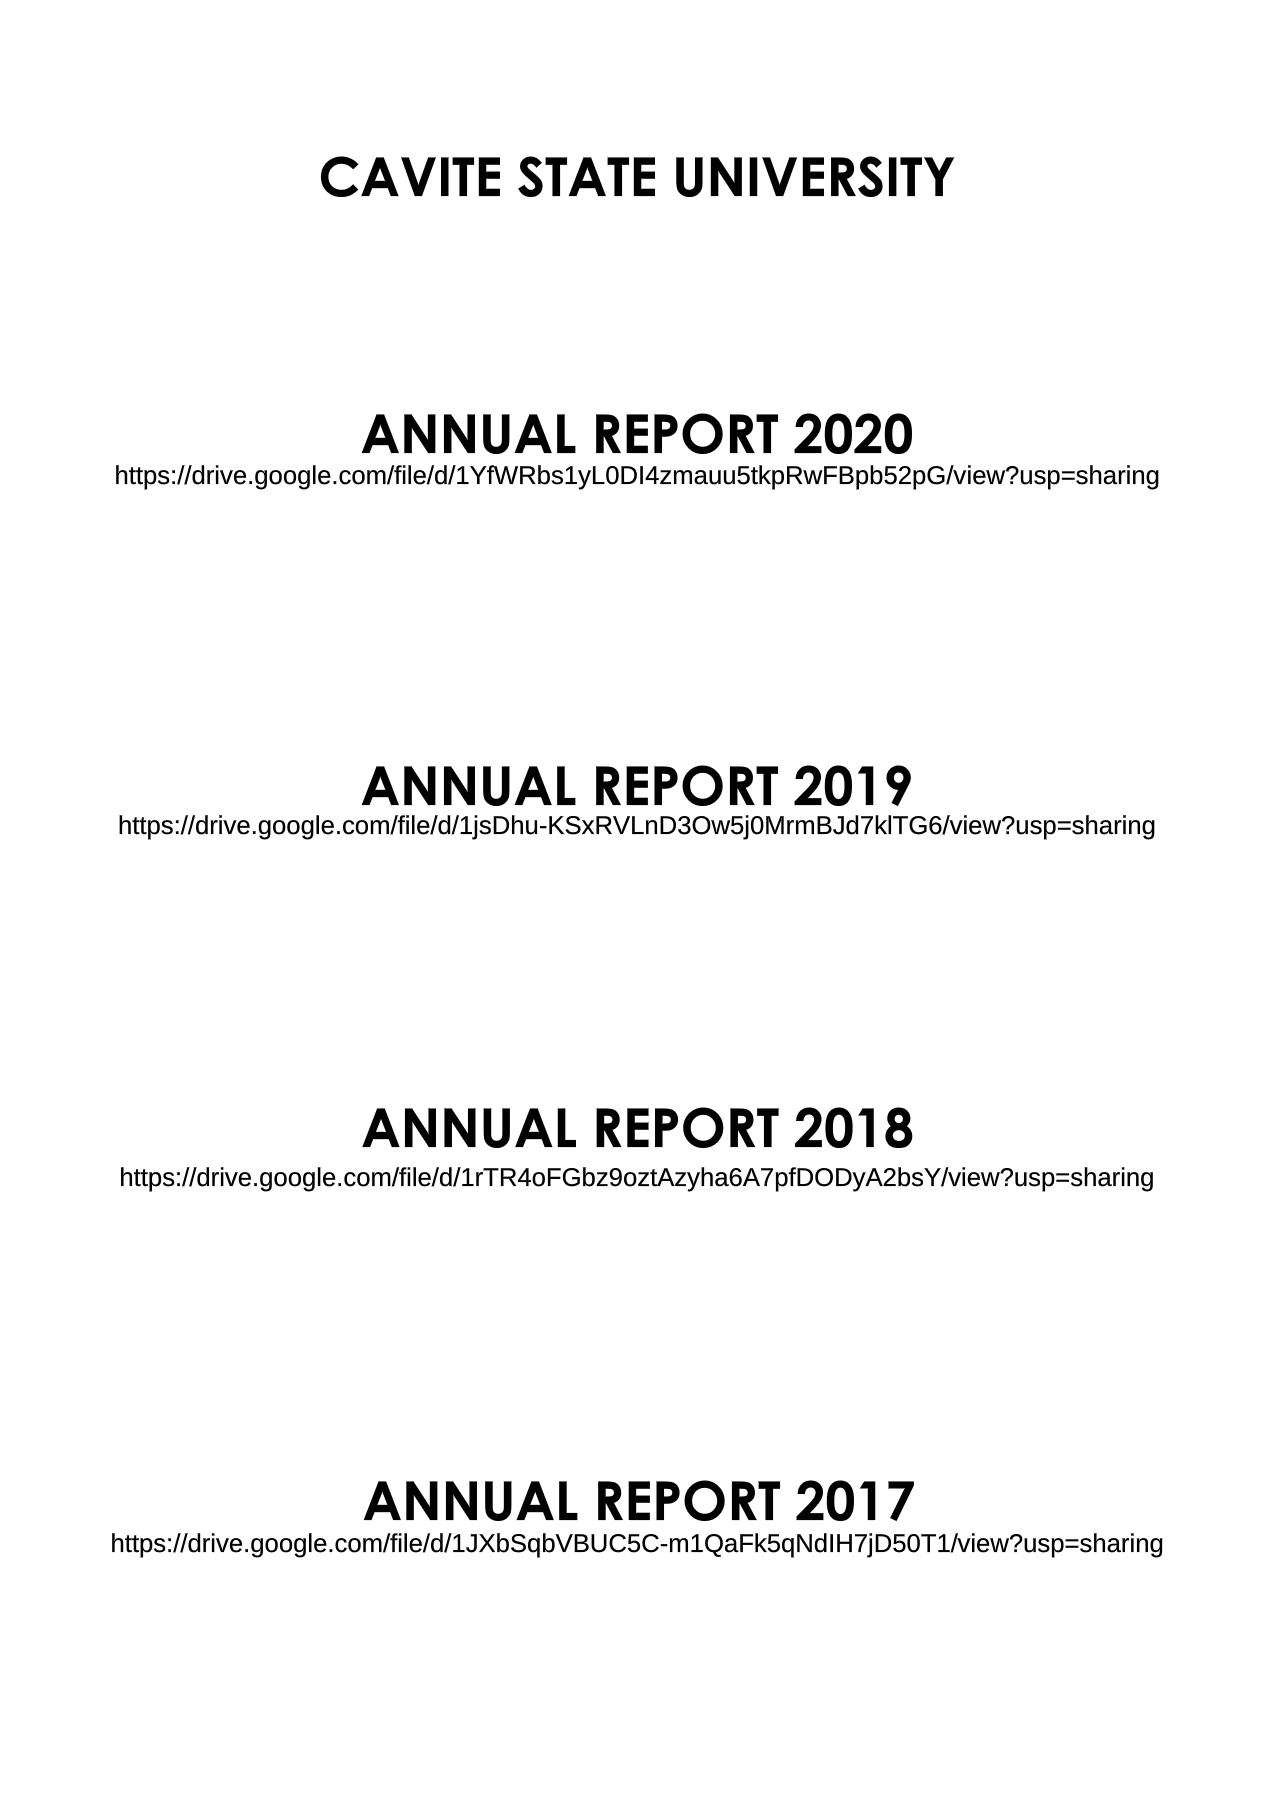 CAVITE STATE UNIVERSITY
ANNUAL REPORT 2020
https://drive.google.com/file/d/1YfWRbs1yL0DI4zmauu5tkpRwFBpb52pG/view?usp=sharing
ANNUAL REPORT 2019
https://drive.google.com/file/d/1jsDhu-KSxRVLnD3Ow5j0MrmBJd7klTG6/view?usp=sharing
ANNUAL REPORT 2018
https://drive.google.com/file/d/1rTR4oFGbz9oztAzyha6A7pfDODyA2bsY/view?usp=sharing
ANNUAL REPORT 2017
https://drive.google.com/file/d/1JXbSqbVBUC5C-m1QaFk5qNdIH7jD50T1/view?usp=sharing